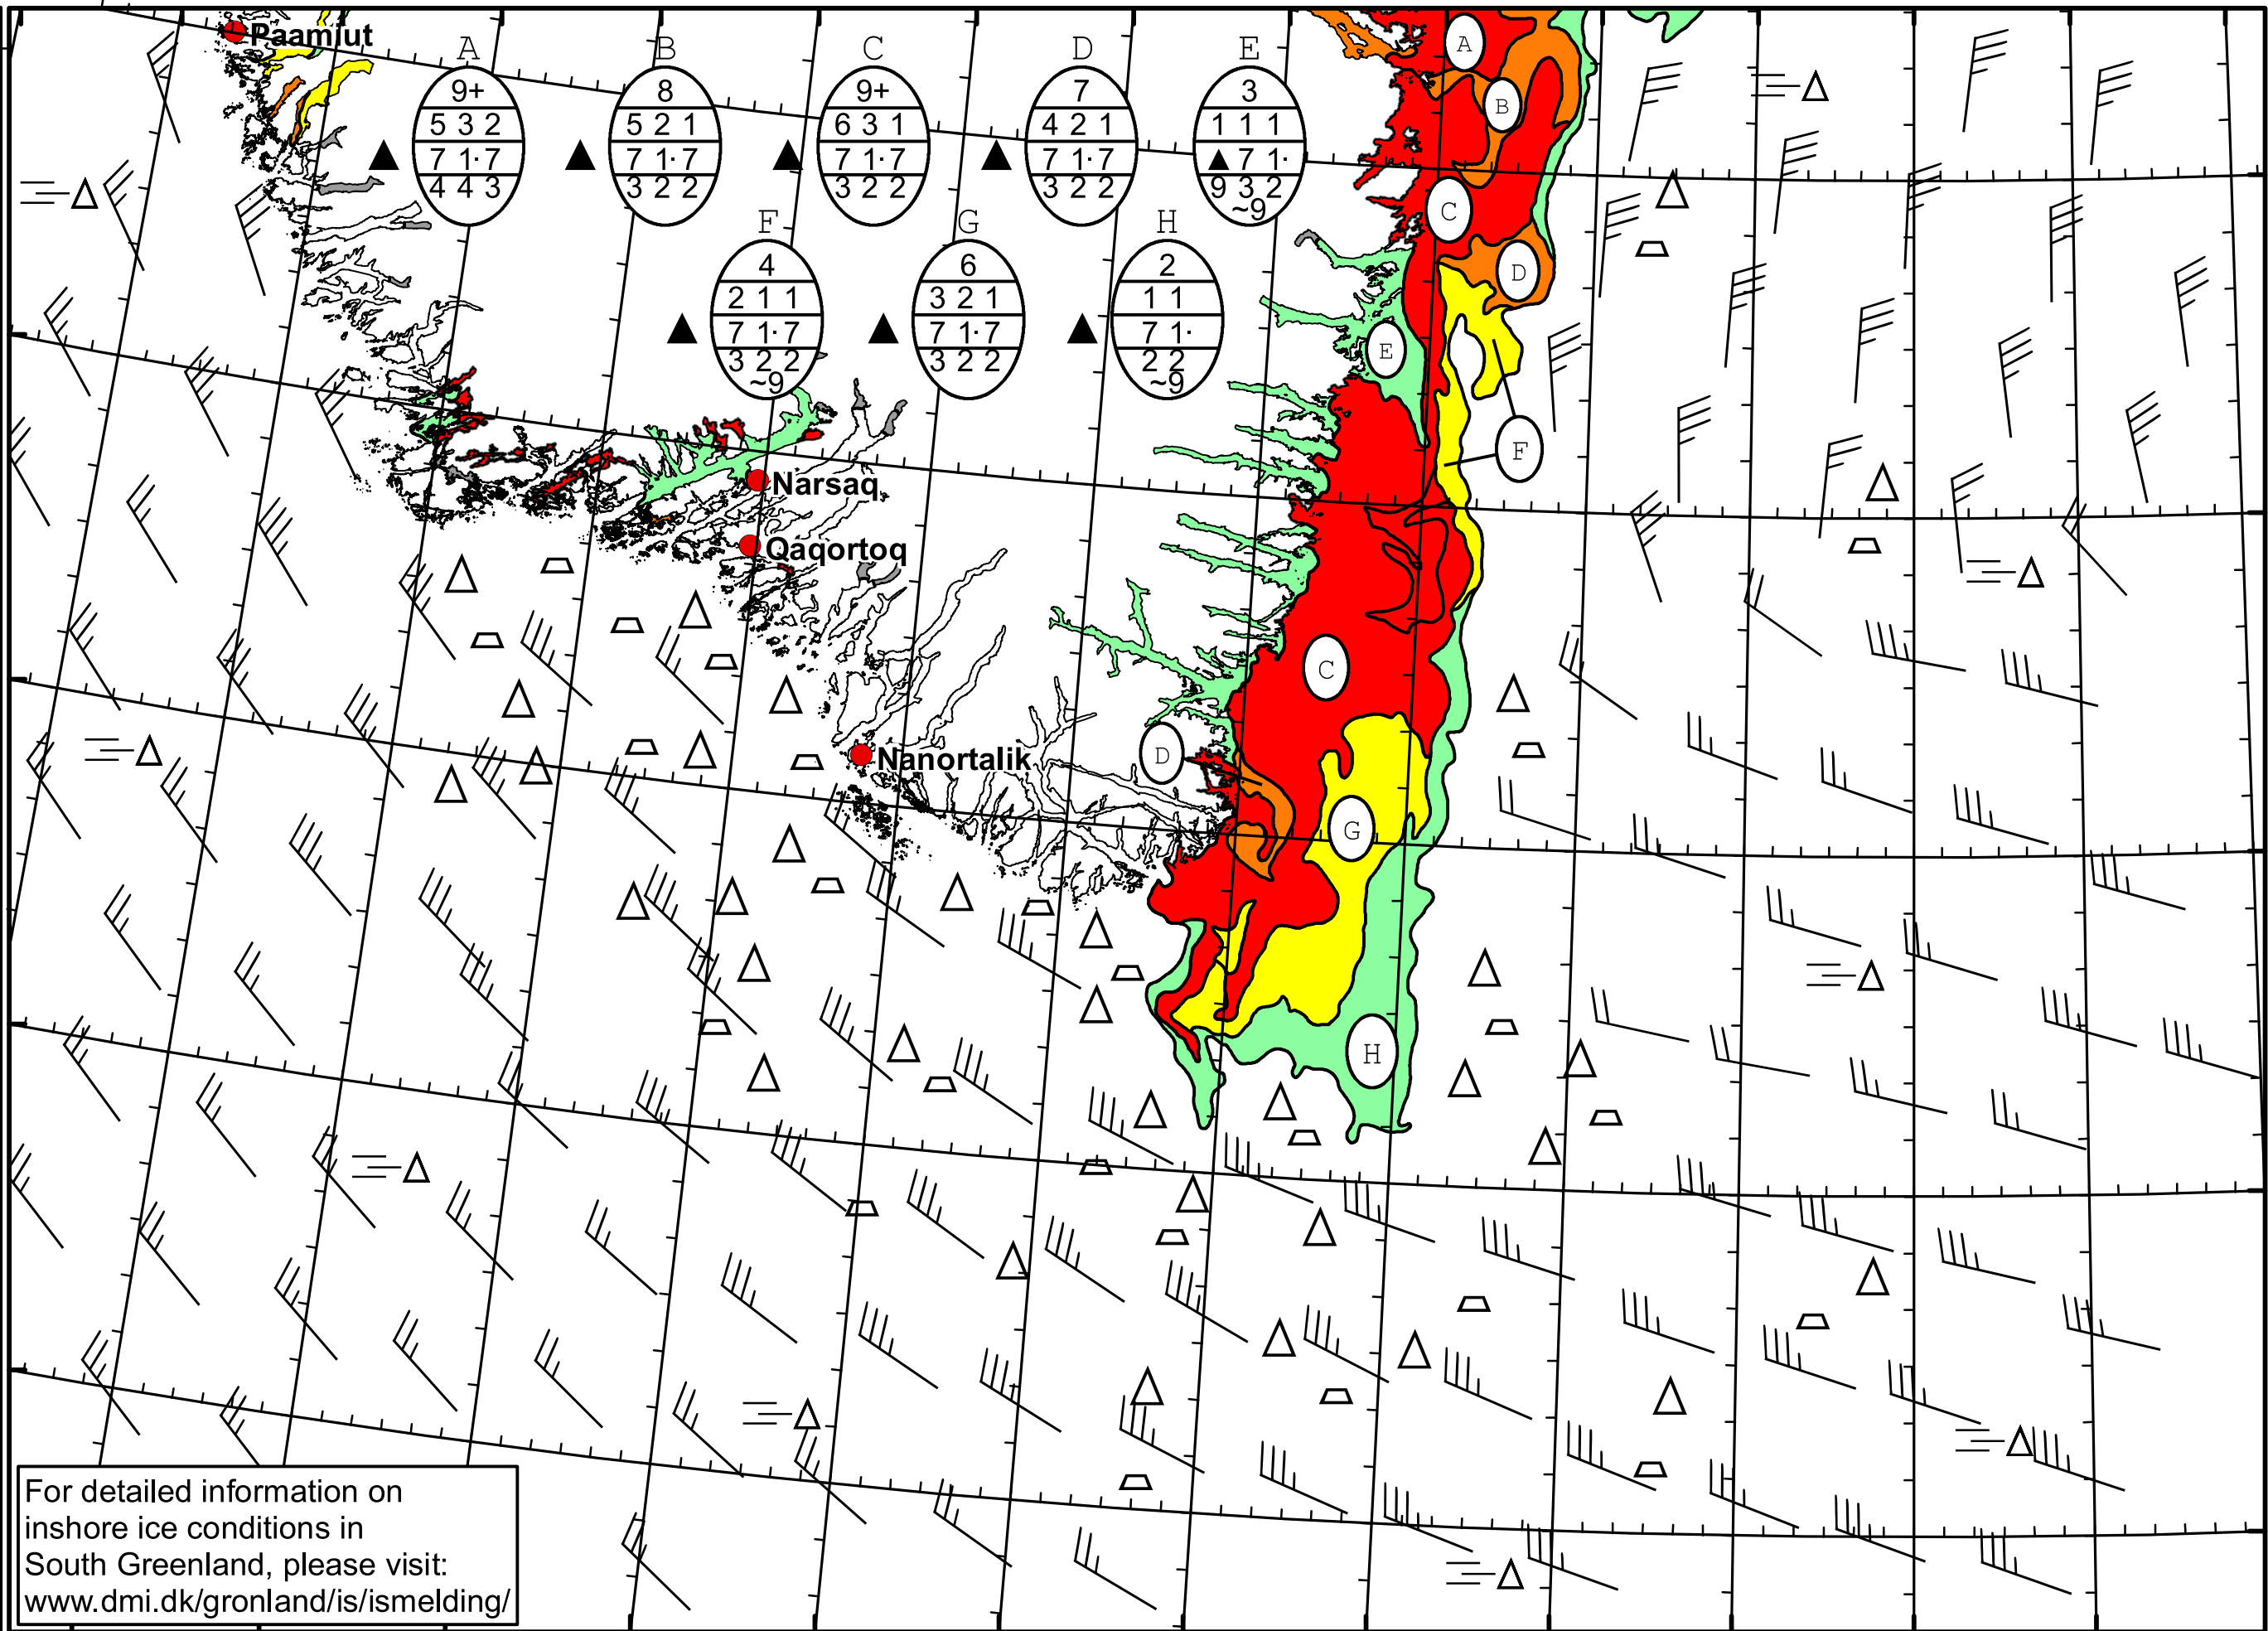 Paamiut
A B C D E
9+ 8 9+ 7 3
5 3 2 5 2 1 6 3 1 4 2 1 1 1 1
7 1· 7 7 1· 7 7 1· 7 7 1· 7 ▲ 7 1·
4 4 3 3 2 2 3 2 2 3 2 2 9 3 2
~9
F G H
4 6 2
2 1 1 3 2 1 1 1
7 1· 7 7 1· 7 7 1·
3 2 2 3 2 2 2 2
~9 ~9
A
B
C
D
E
F
Narsaq
Qaqortoq
C
D
Nanortalik
G
H
For detailed information on
inshore ice conditions in
South Greenland, please visit:
www.dmi.dk/gronland/is/ismelding/